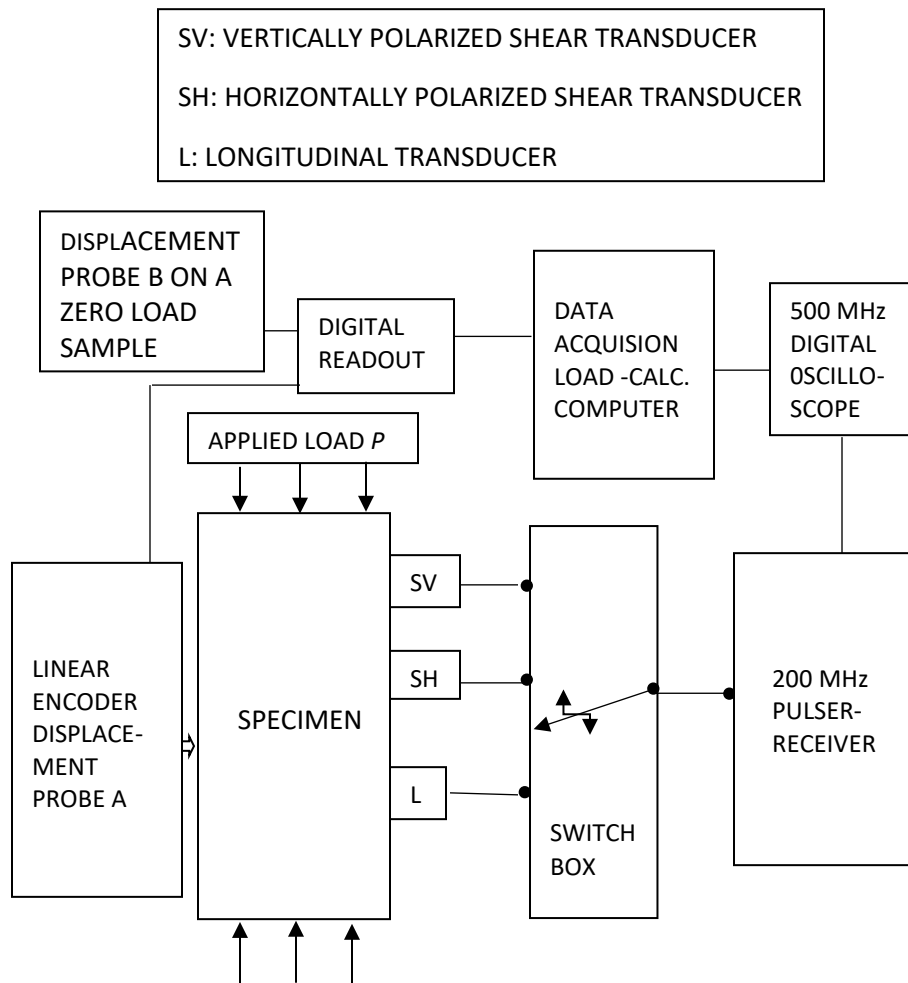 SV: VERTICALLY POLARIZED SHEAR TRANSDUCER
SH: HORIZONTALLY POLARIZED SHEAR TRANSDUCER
L: LONGITUDINAL TRANSDUCER
DISPLACEMENT
PROBE B ON A
ZERO LOAD
SAMPLE
DIGITAL
READOUT
DATA
ACQUISION
LOAD -CALC.
COMPUTER
500 MHz
DIGITAL
0SCILLO-
SCOPE
APPLIED LOAD P
LINEAR
ENCODER
DISPLACE-
MENT
PROBE A
SPECIMEN
SV
SH
L
SWITCH
BOX
200 MHz
PULSER-
RECEIVER